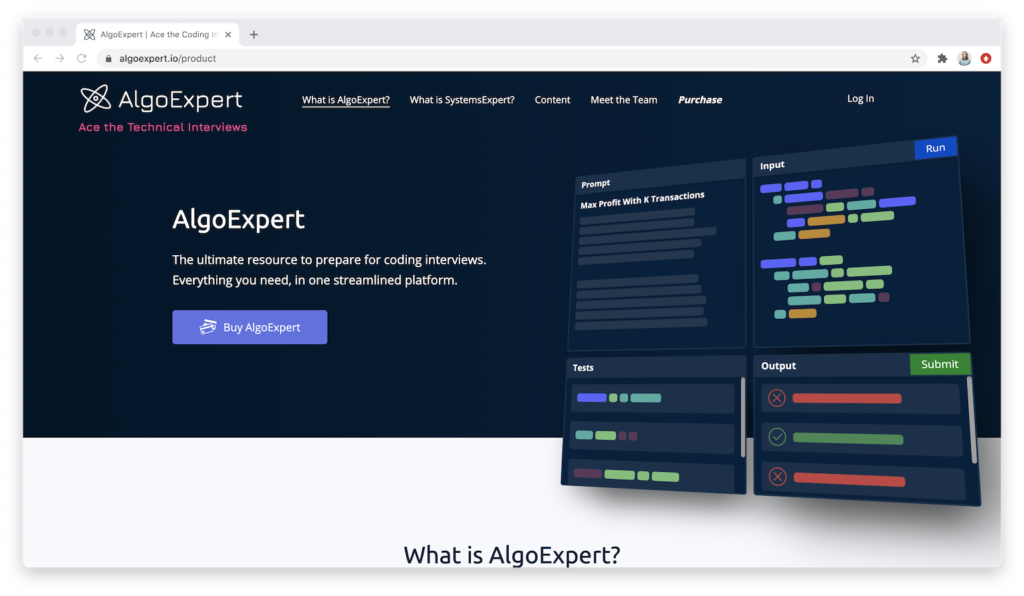 AlgoExpert | Ace the Coding In
algoexpert.io/product
AlgoExpert
Ace the Technical Interviews
What is AlgoExpert?
What is SystemsExpert?
Content
Meet the Team
Purchase
Log In
AlgoExpert
The ultimate resource to prepare for coding interviews.
Everything you need, in one streamlined platform.
Buy AlgoExpert
Prompt
Max Profit With K Transactions
Input
Run
Tests
Output
Submit
What is AlgoExpert?